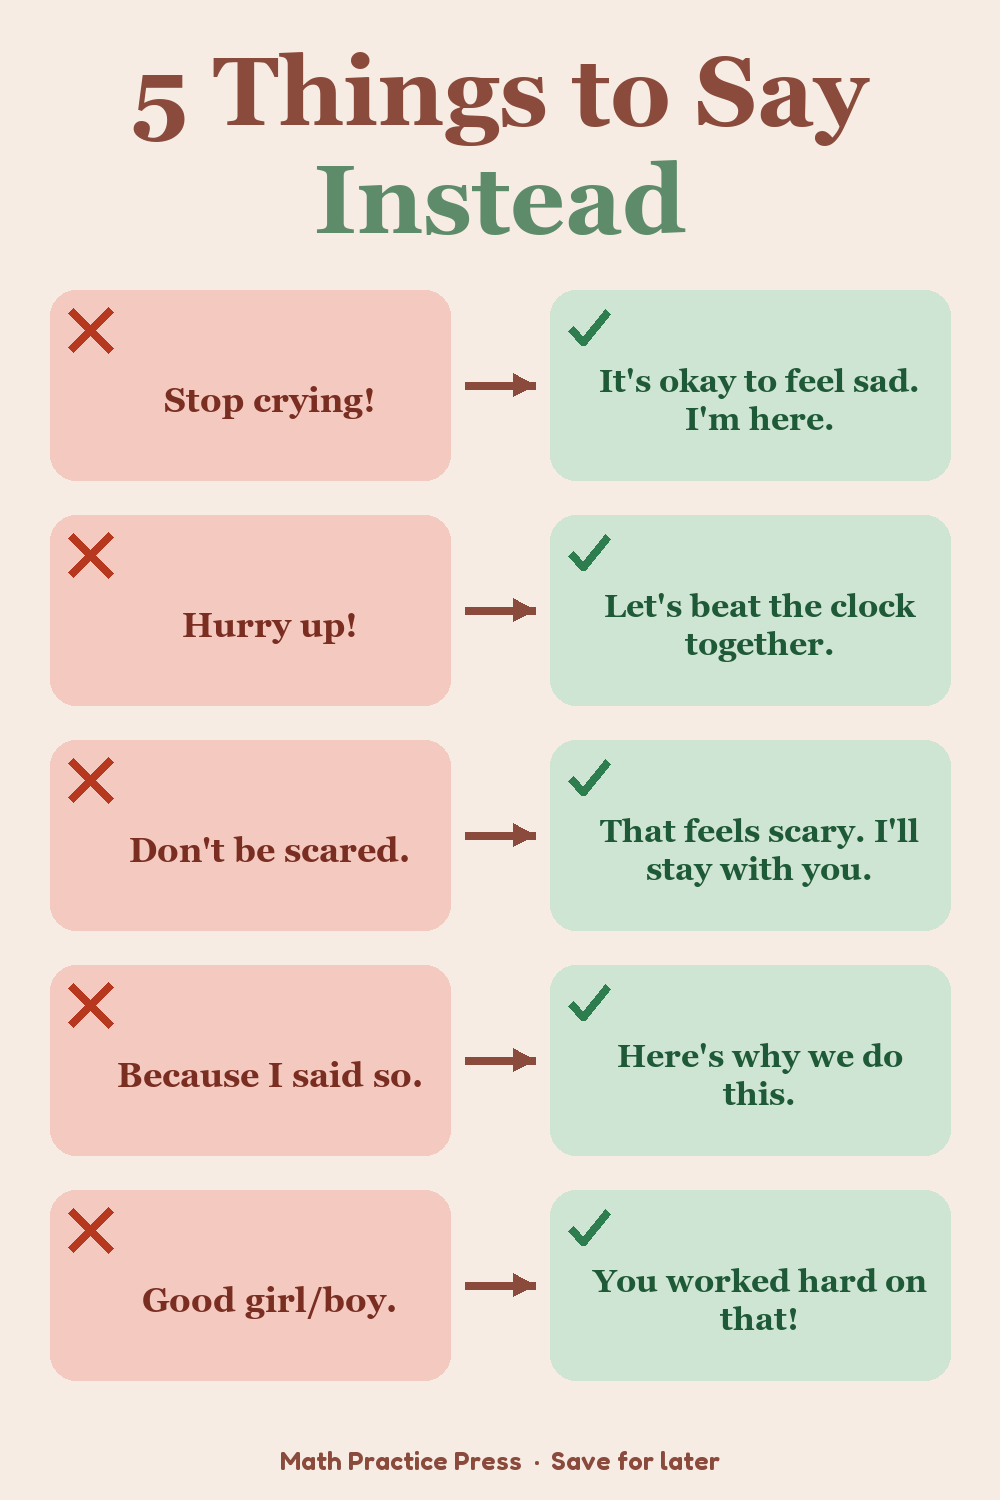 5 Things to Say
Instead
Stop crying!
It's okay to feel sad.
I'm here.
Hurry up!
Let's beat the clock
together.
Don't be scared.
That feels scary. I'll
stay with you.
Because I said so.
Here's why we do
this.
Good girl/boy.
You worked hard on
that!
Math Practice Press · Save for later